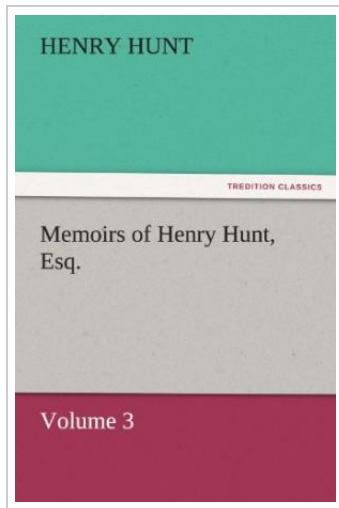 HENRY HUNT
TREDITION CLASSICS
Memoirs of Henry Hunt,
Esq.
Volume 3